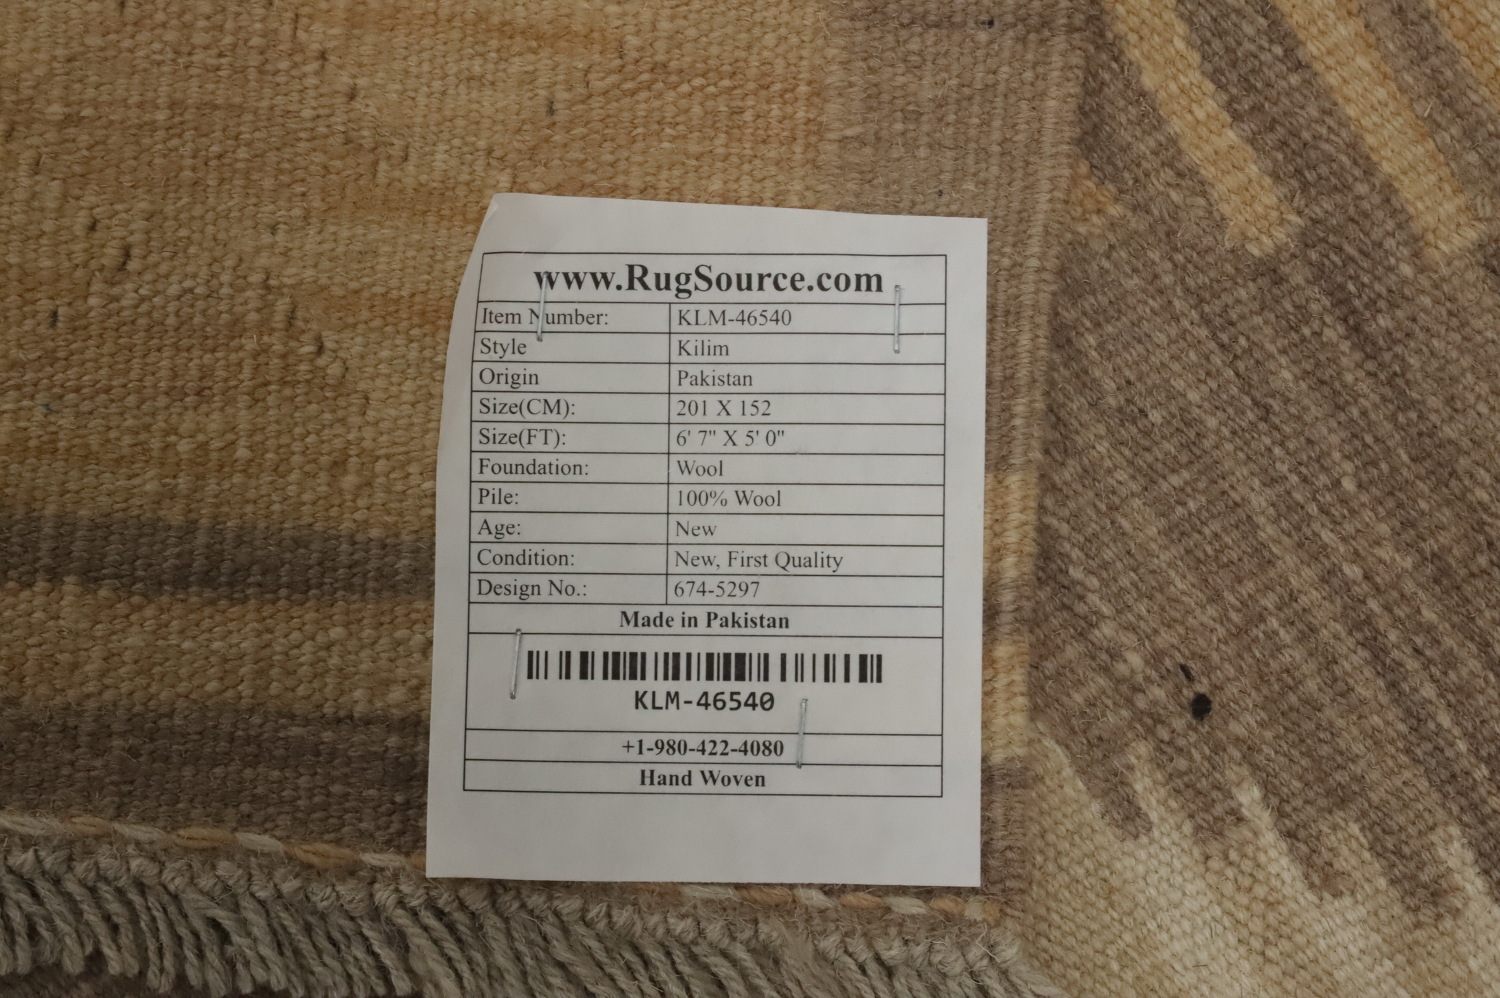 www.RugSource.com
Item Number: KLM-46540
Style Kilim
Origin Pakistan
Size(CM): 201 X 152
Size(FT): 6' 7" X 5' 0"
Foundation: Wool
Pile: 100% Wool
Age: New
Condition: New, First Quality
Design No.: 674-5297
Made in Pakistan
KLM-46540
+1-980-422-4080
Hand Woven